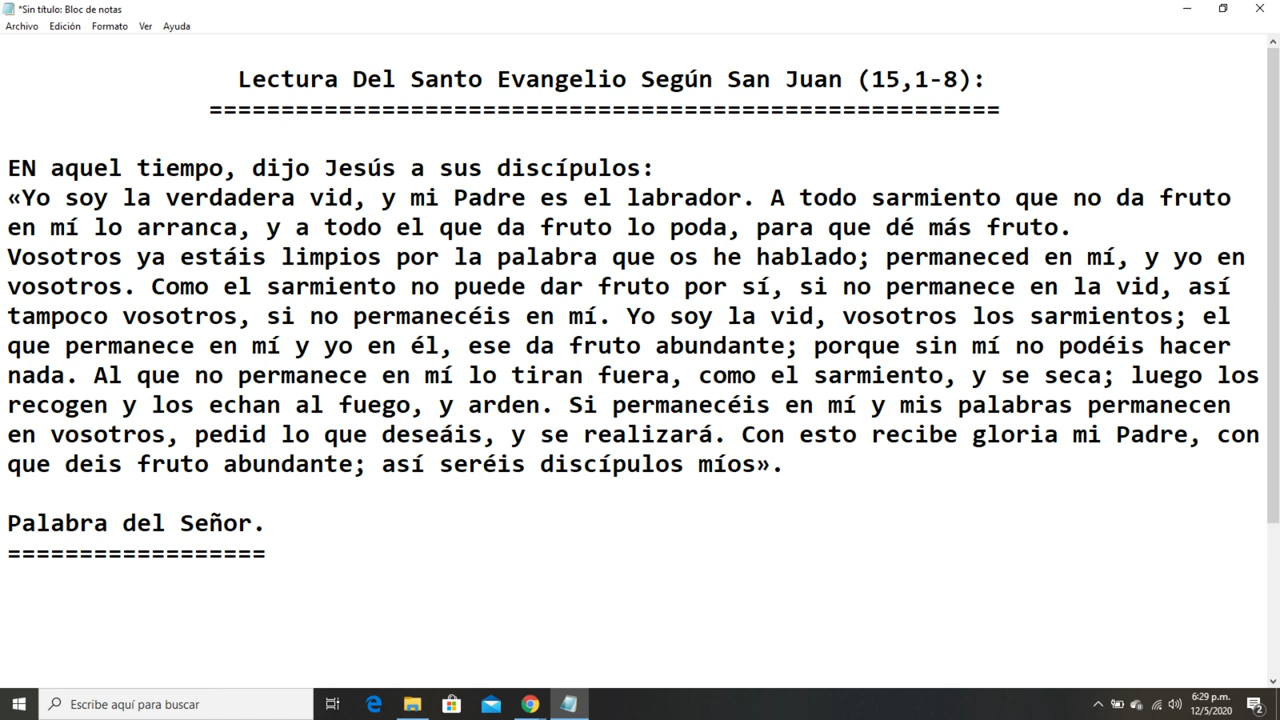 *Sin título: Bloc de notas
Archivo Edición Formato Ver Ayuda
Lectura Del Santo Evangelio Según San Juan (15,1-8):
=======================================================
EN aquel tiempo, dijo Jesús a sus discípulos:
«Yo soy la verdadera vid, y mi Padre es el labrador. A todo sarmiento que no da fruto
en mí lo arranca, y a todo el que da fruto lo poda, para que dé más fruto.
Vosotros ya estáis limpios por la palabra que os he hablado; permaneced en mí, y yo en
vosotros. Como el sarmiento no puede dar fruto por sí, si no permanece en la vid, así
tampoco vosotros, si no permanecéis en mí. Yo soy la vid, vosotros los sarmientos; el
que permanece en mí y yo en él, ese da fruto abundante; porque sin mí no podéis hacer
nada. Al que no permanece en mí lo tiran fuera, como el sarmiento, y se seca; luego los
recogen y los echan al fuego, y arden. Si permanecéis en mí y mis palabras permanecen
en vosotros, pedid lo que deseáis, y se realizará. Con esto recibe gloria mi Padre, con
que deis fruto abundante; así seréis discípulos míos».
Palabra del Señor.
==================
Escribe aquí para buscar
6:29 p.m.
12/5/2020
2